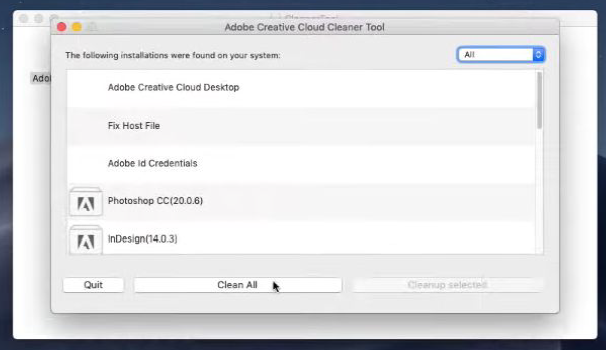 Adobe Creative Cloud Cleaner Tool
The following installations were found on your system:
All
Adob
Adobe Creative Cloud Desktop
Fix Host File
Adobe Id Credentials
Photoshop CC(20.0.6)
InDesign(14.0.3)
Quit
Clean All
Cleanup selected